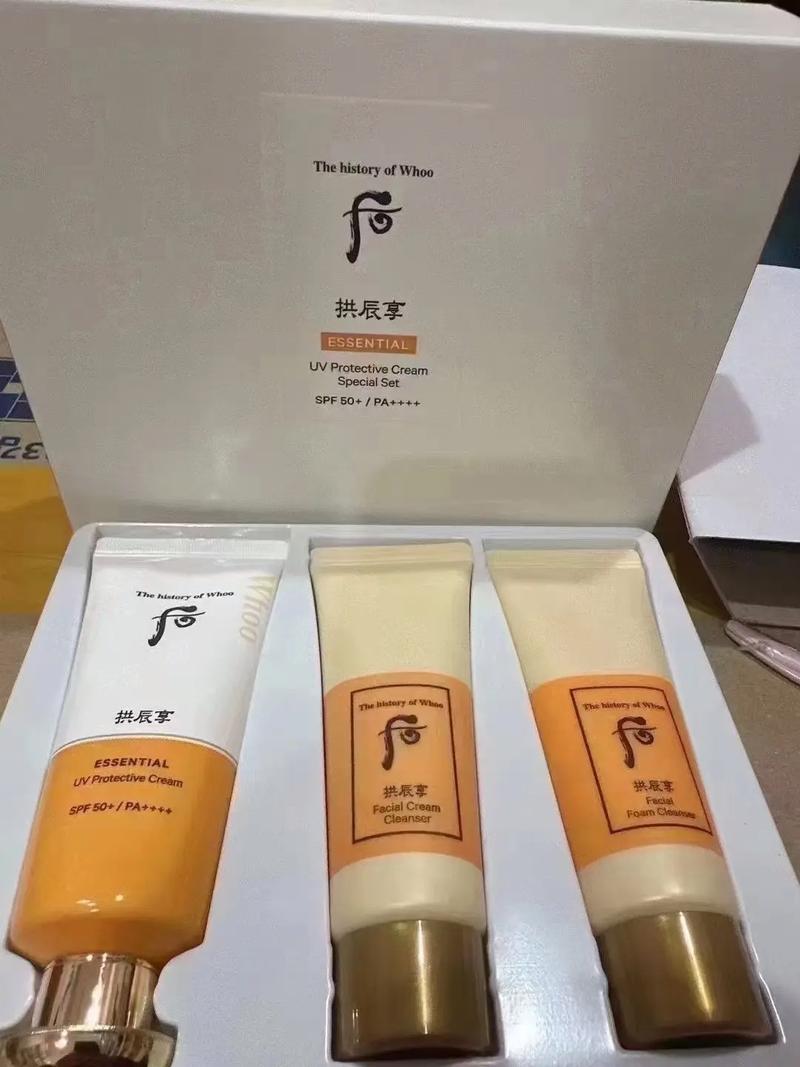 The history of Whoo
拱辰享
ESSENTIAL
UV Protective Cream
Special Set
SPF 50+ / PA++++
The history of Whoo
Whoo
拱辰享
ESSENTIAL
UV Protective Cream
SPF 50+ / PA++++
The history of Whoo
拱辰享
Facial Cream
Cleanser
The history of Whoo
拱辰享
Facial
Foam Cleanser